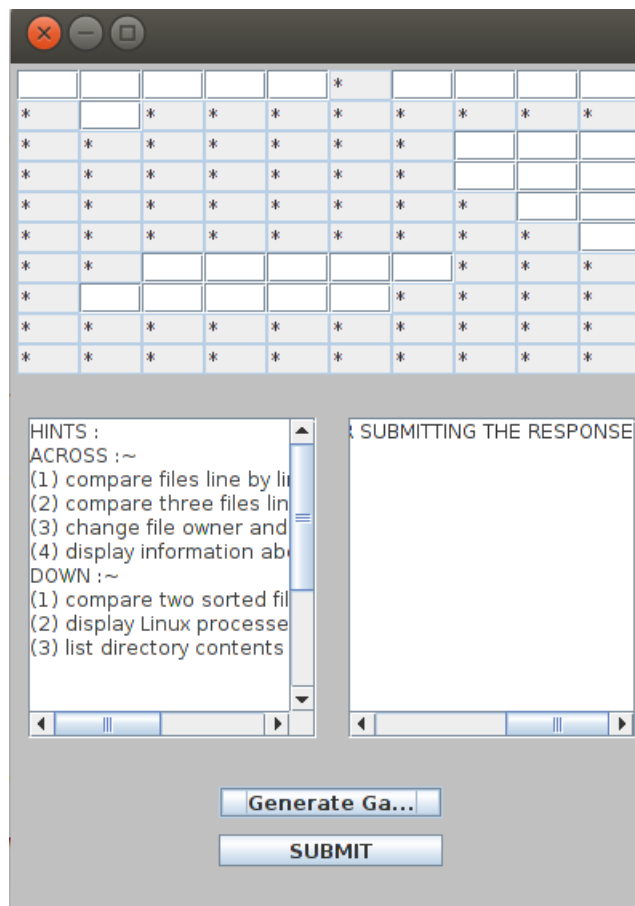 *
* * * * * * * * *
* * * * * * *
* * * * * * *
* * * * * * * *
* * * * * * * * *
* * * * *
* * * * *
* * * * * * * * * *
* * * * * * * * * *
HINTS :
ACROSS :~
(1) compare files line by li
(2) compare three files lin
(3) change file owner and
(4) display information ab
DOWN :~
(1) compare two sorted fil
(2) display Linux processe
(3) list directory contents
SUBMITTING THE RESPONSE
Generate Ga...
SUBMIT